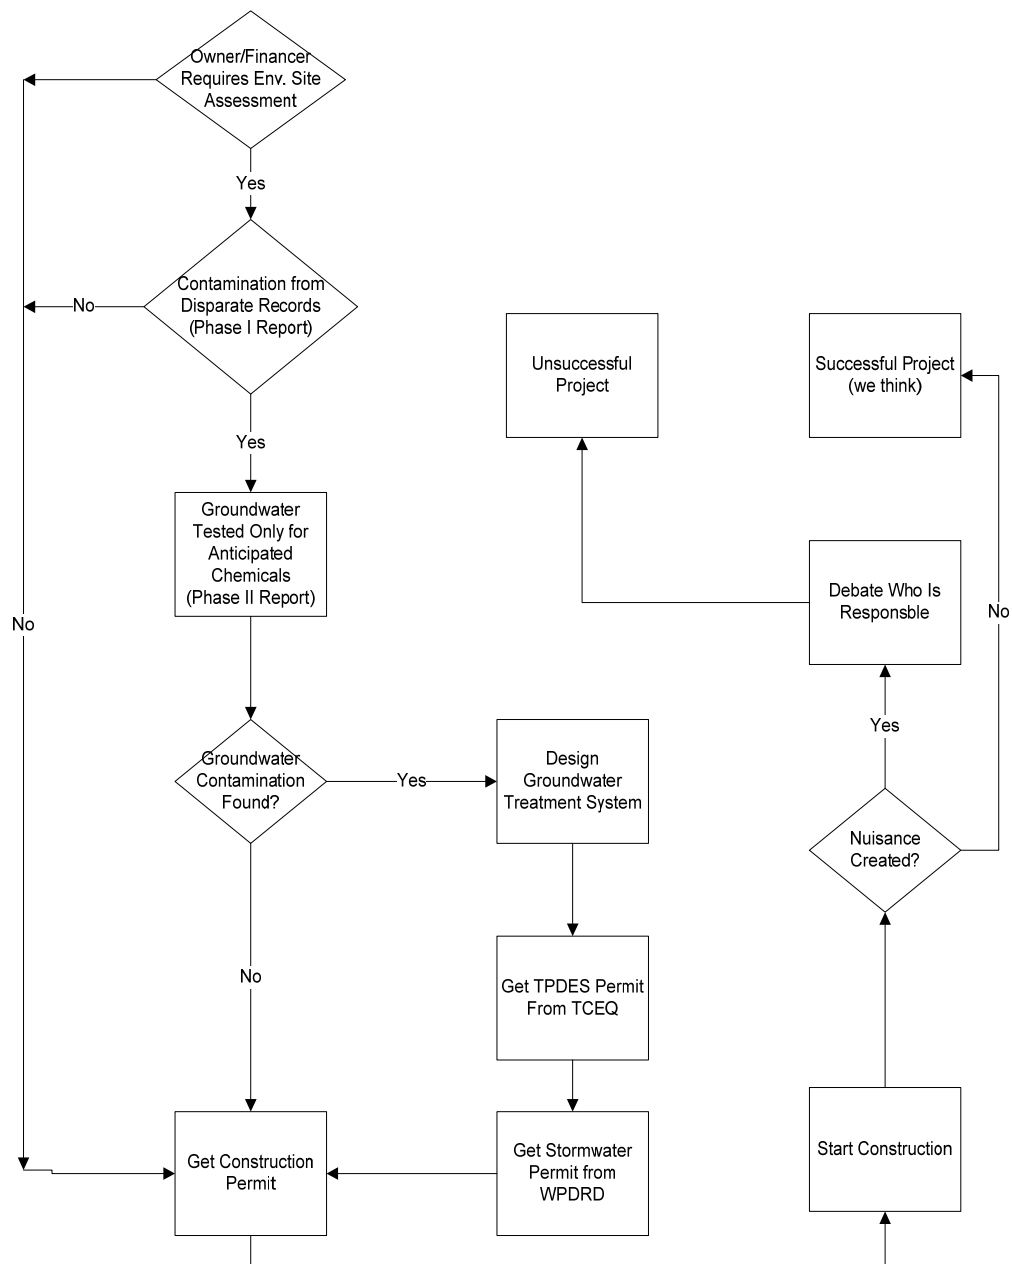 Owner/Financer
Requires Env. Site
Assessment
Yes
Contamination from
Disparate Records
(Phase I Report)
No
Yes
Groundwater
Tested Only for
Anticipated
Chemicals
(Phase II Report)
No
Groundwater
Contamination
Found?
Yes
Design
Groundwater
Treatment System
No
Get TPDES Permit
From TCEQ
Get Stormwater
Permit from
WPDRD
Get Construction
Permit
Start Construction
Nuisance
Created?
Yes
No
Debate Who Is
Responsble
Unsuccessful
Project
Successful Project
(we think)